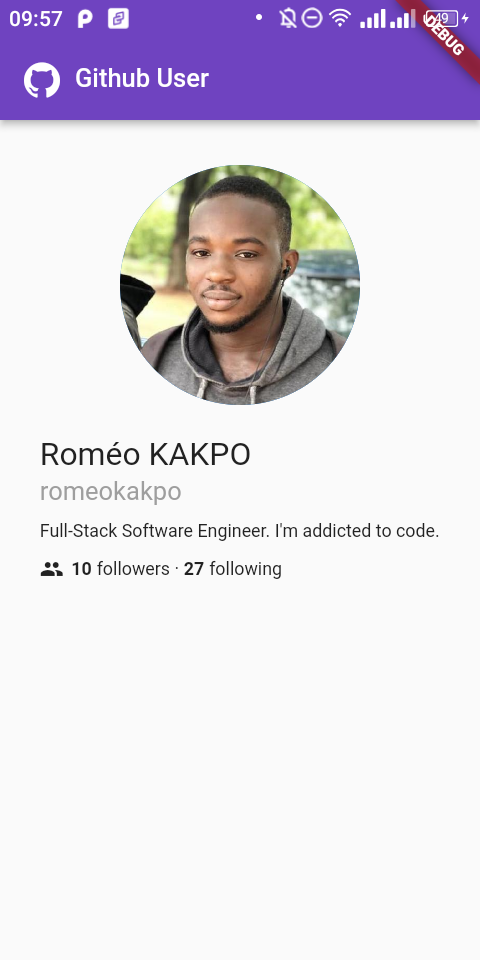 09:57
49
DEBUG
Github User
Roméo KAKPO
romeokakpo
Full-Stack Software Engineer. I'm addicted to code.
10 followers · 27 following